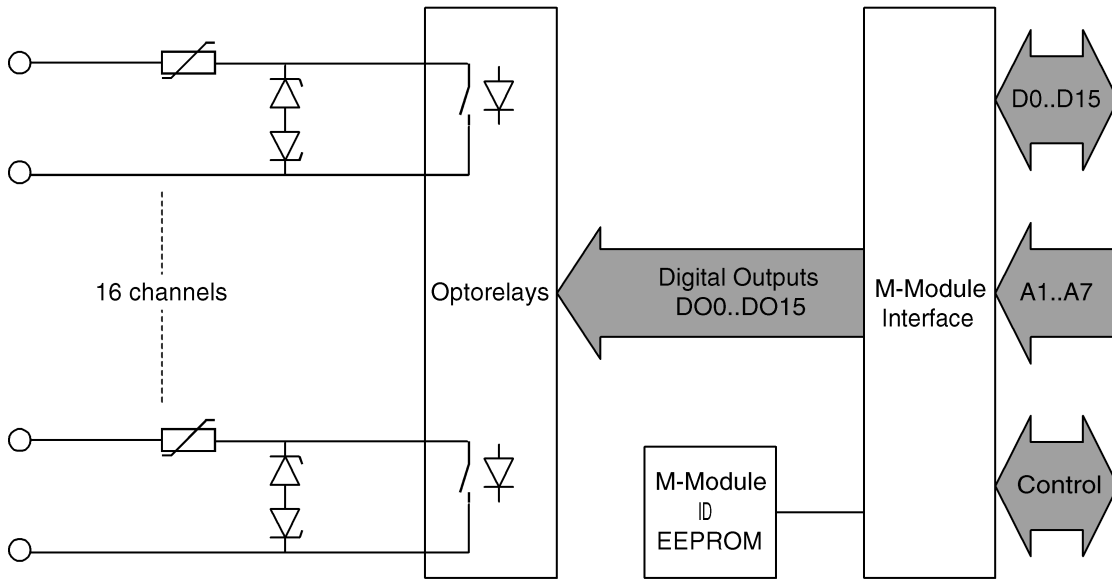 D0..D15
16 channels
Optorelays
Digital Outputs
DO0..DO15
M-Module
Interface
A1..A7
M-Module
ID
EEPROM
Control